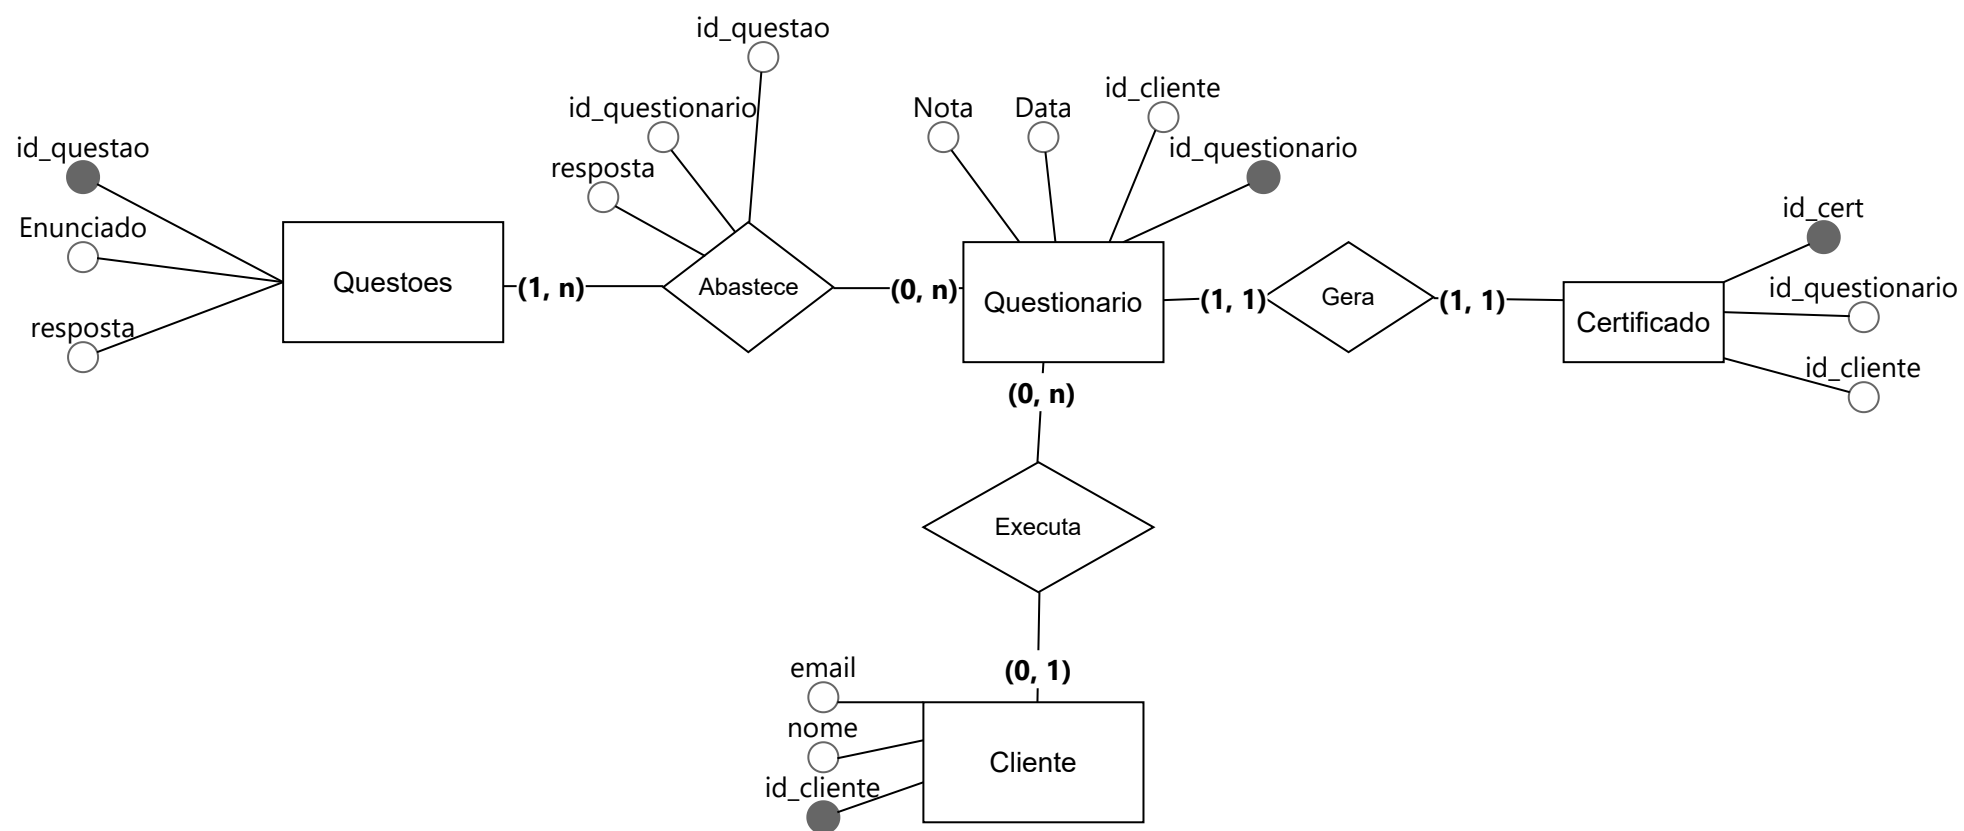 id_questao
id_questionario
Nota
Data
id_cliente
id_questao
resposta
id_questionario
id_cert
Enunciado
Questoes
(1, n)
Abastece
(0, n)
Questionario
(1, 1)
Gera
(1, 1)
Certificado
id_questionario
resposta
id_cliente
(0, n)
Executa
(0, 1)
email
nome
Cliente
id_cliente